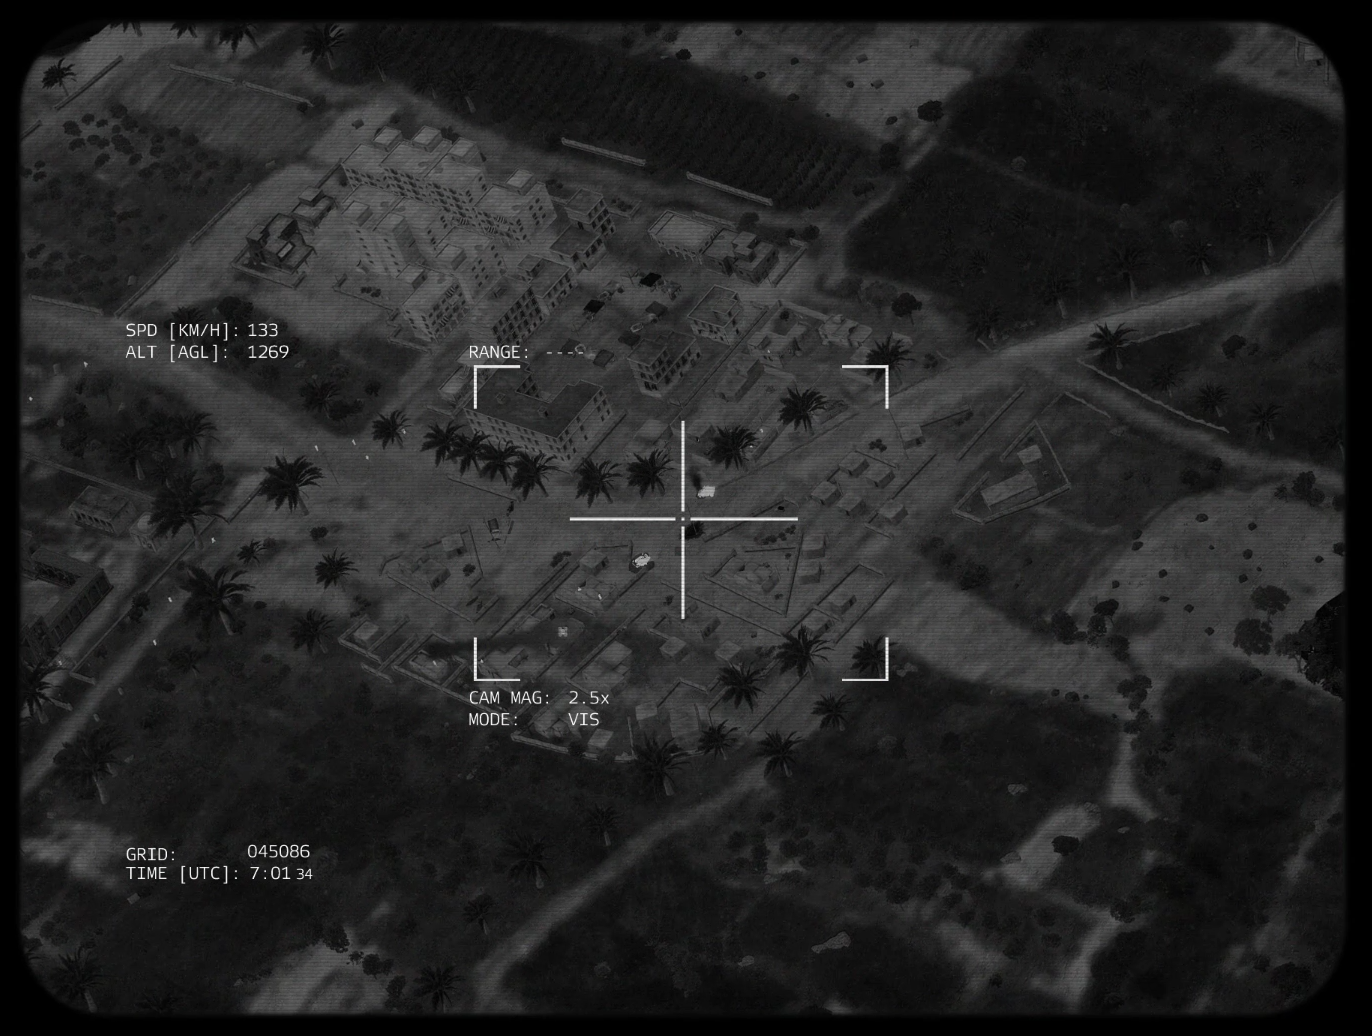 SPD [KM/H]: 133
ALT [AGL]: 1269
RANGE: ----
CAM MAG: 2.5x
MODE: VIS
GRID: 045086
TIME [UTC]: 7:01 34